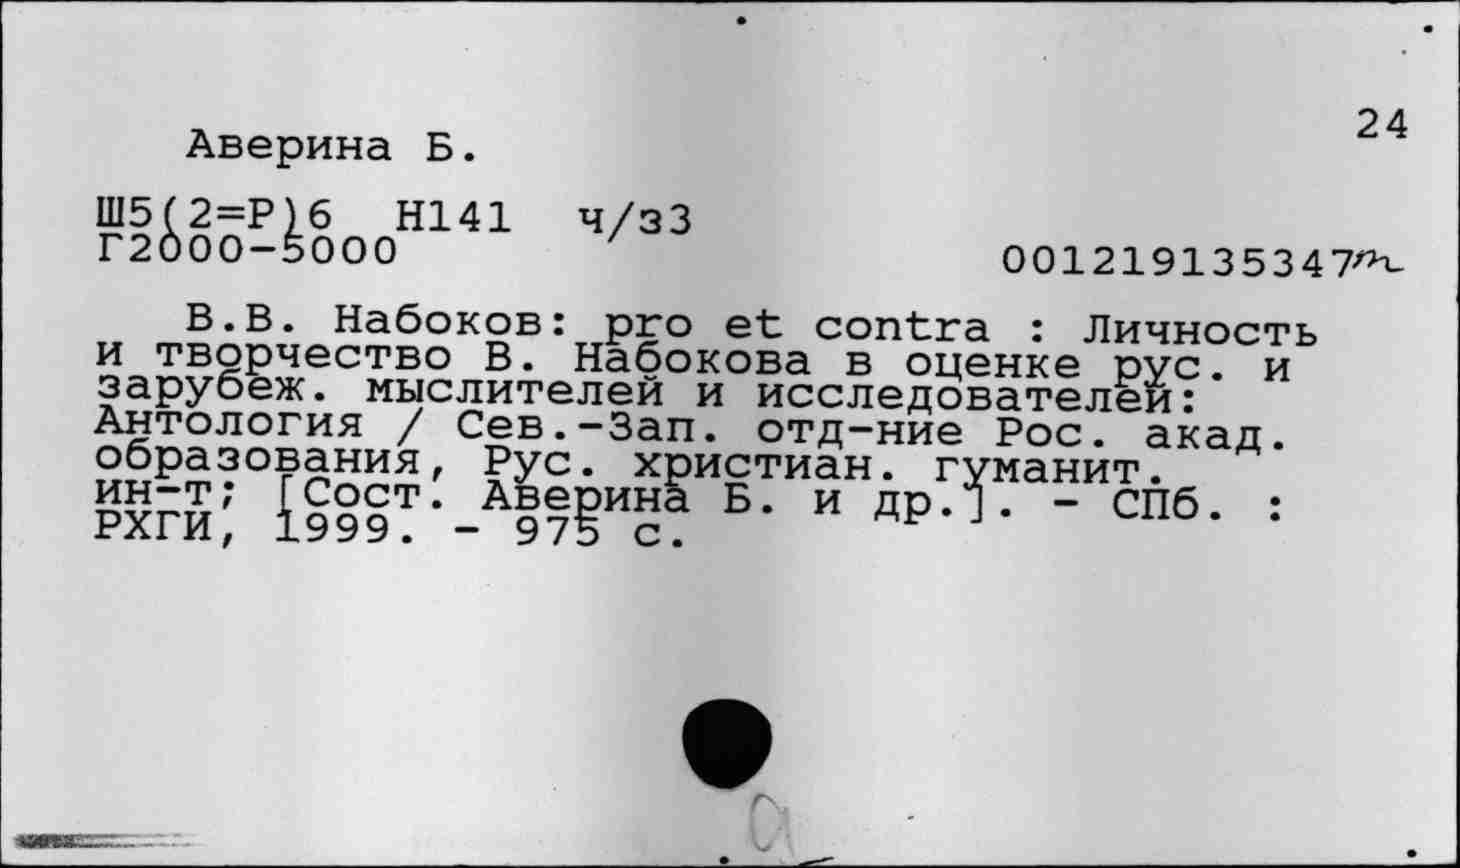 24
Аверина Б.
Ш5(2=Р)6 Н141 ч/з3
Г2000-5000
001219135347
В.В. Набоков: pro et contra : Личность
и творчество В. Набокова в оценке рус. и
зарубеж. мыслителей и исследователей:
Антология / Сев.-Зап. отд-ние Рос. акад.
образования, Рус. христиан. гуманит.
ин-т; [Сост. Аверина Б. и др.]. - СПб. :
РХГИ, 1999. - 975 с.